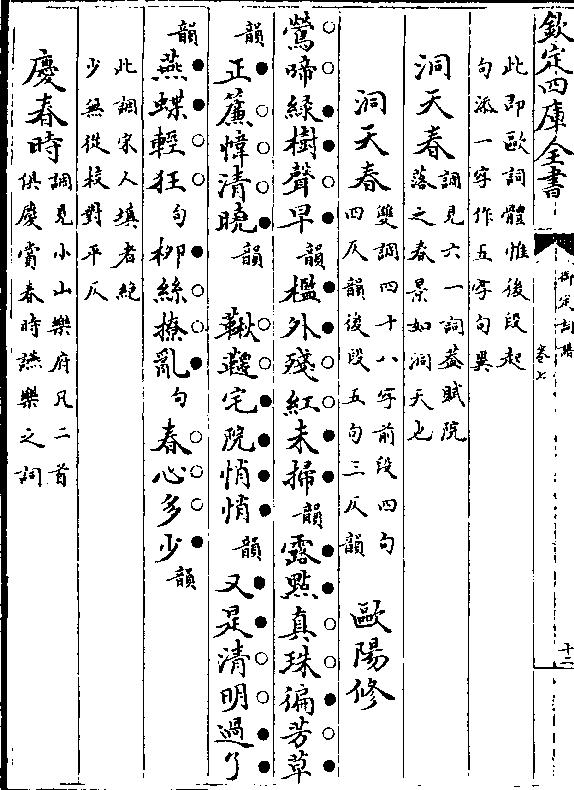 欽定四庫全書
御定詞譜
卷七
十二
此即歐詞體惟後段起
句添一字作五字句異
洞天春調見六一詞蓋賦院
落之春景如洞天也
洞天春雙調四十八字前段四句
四仄韻後段五句三仄韻
歐陽修
鶯啼綠樹聲早韻檻外殘紅未掃韻露點真珠徧芳草
韻正簾幃清曉韻 鞦韆宅院悄悄韻又是清明過了
韻燕蝶輕狂句柳絲撩亂句春心多少韻
此調宋人填者絕
少無從校對平仄
慶春時調見小山樂府凡二首
俱慶賞春時讌樂之詞